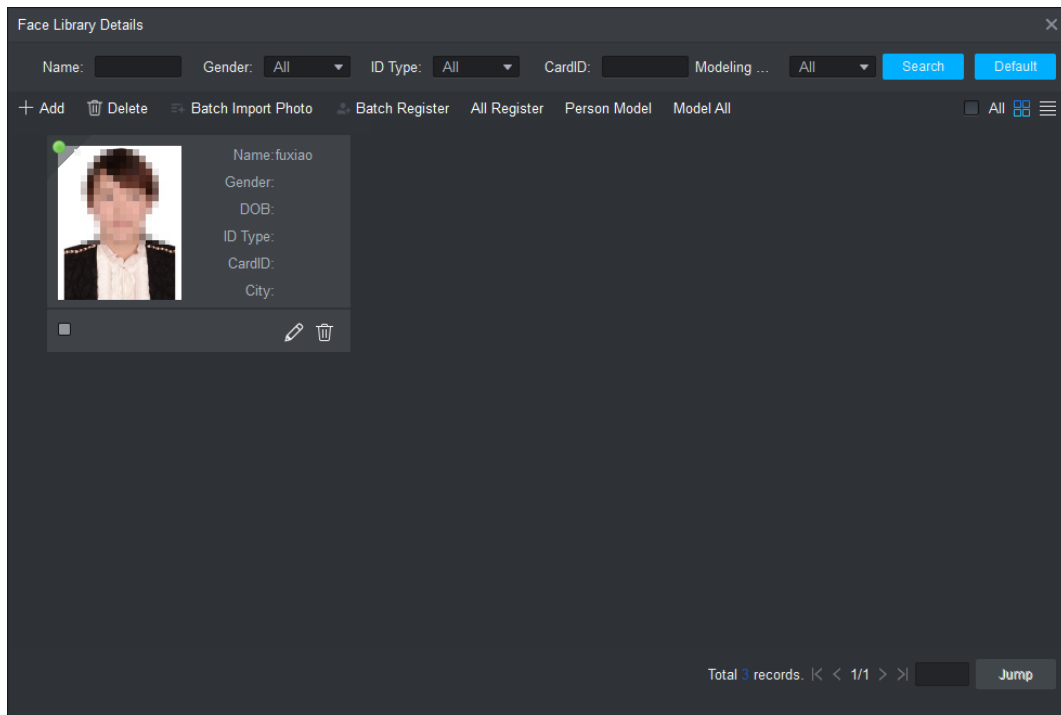 Face Library Details
Name: Gender: All ID Type: All CardID: Modeling ... All Search Default
Add Delete Batch Import Photo Batch Register All Register Person Model Model All All
Name:fuxiao
Gender:
DOB:
ID Type:
CardID:
City:
Total 3 records. 1/1 Jump